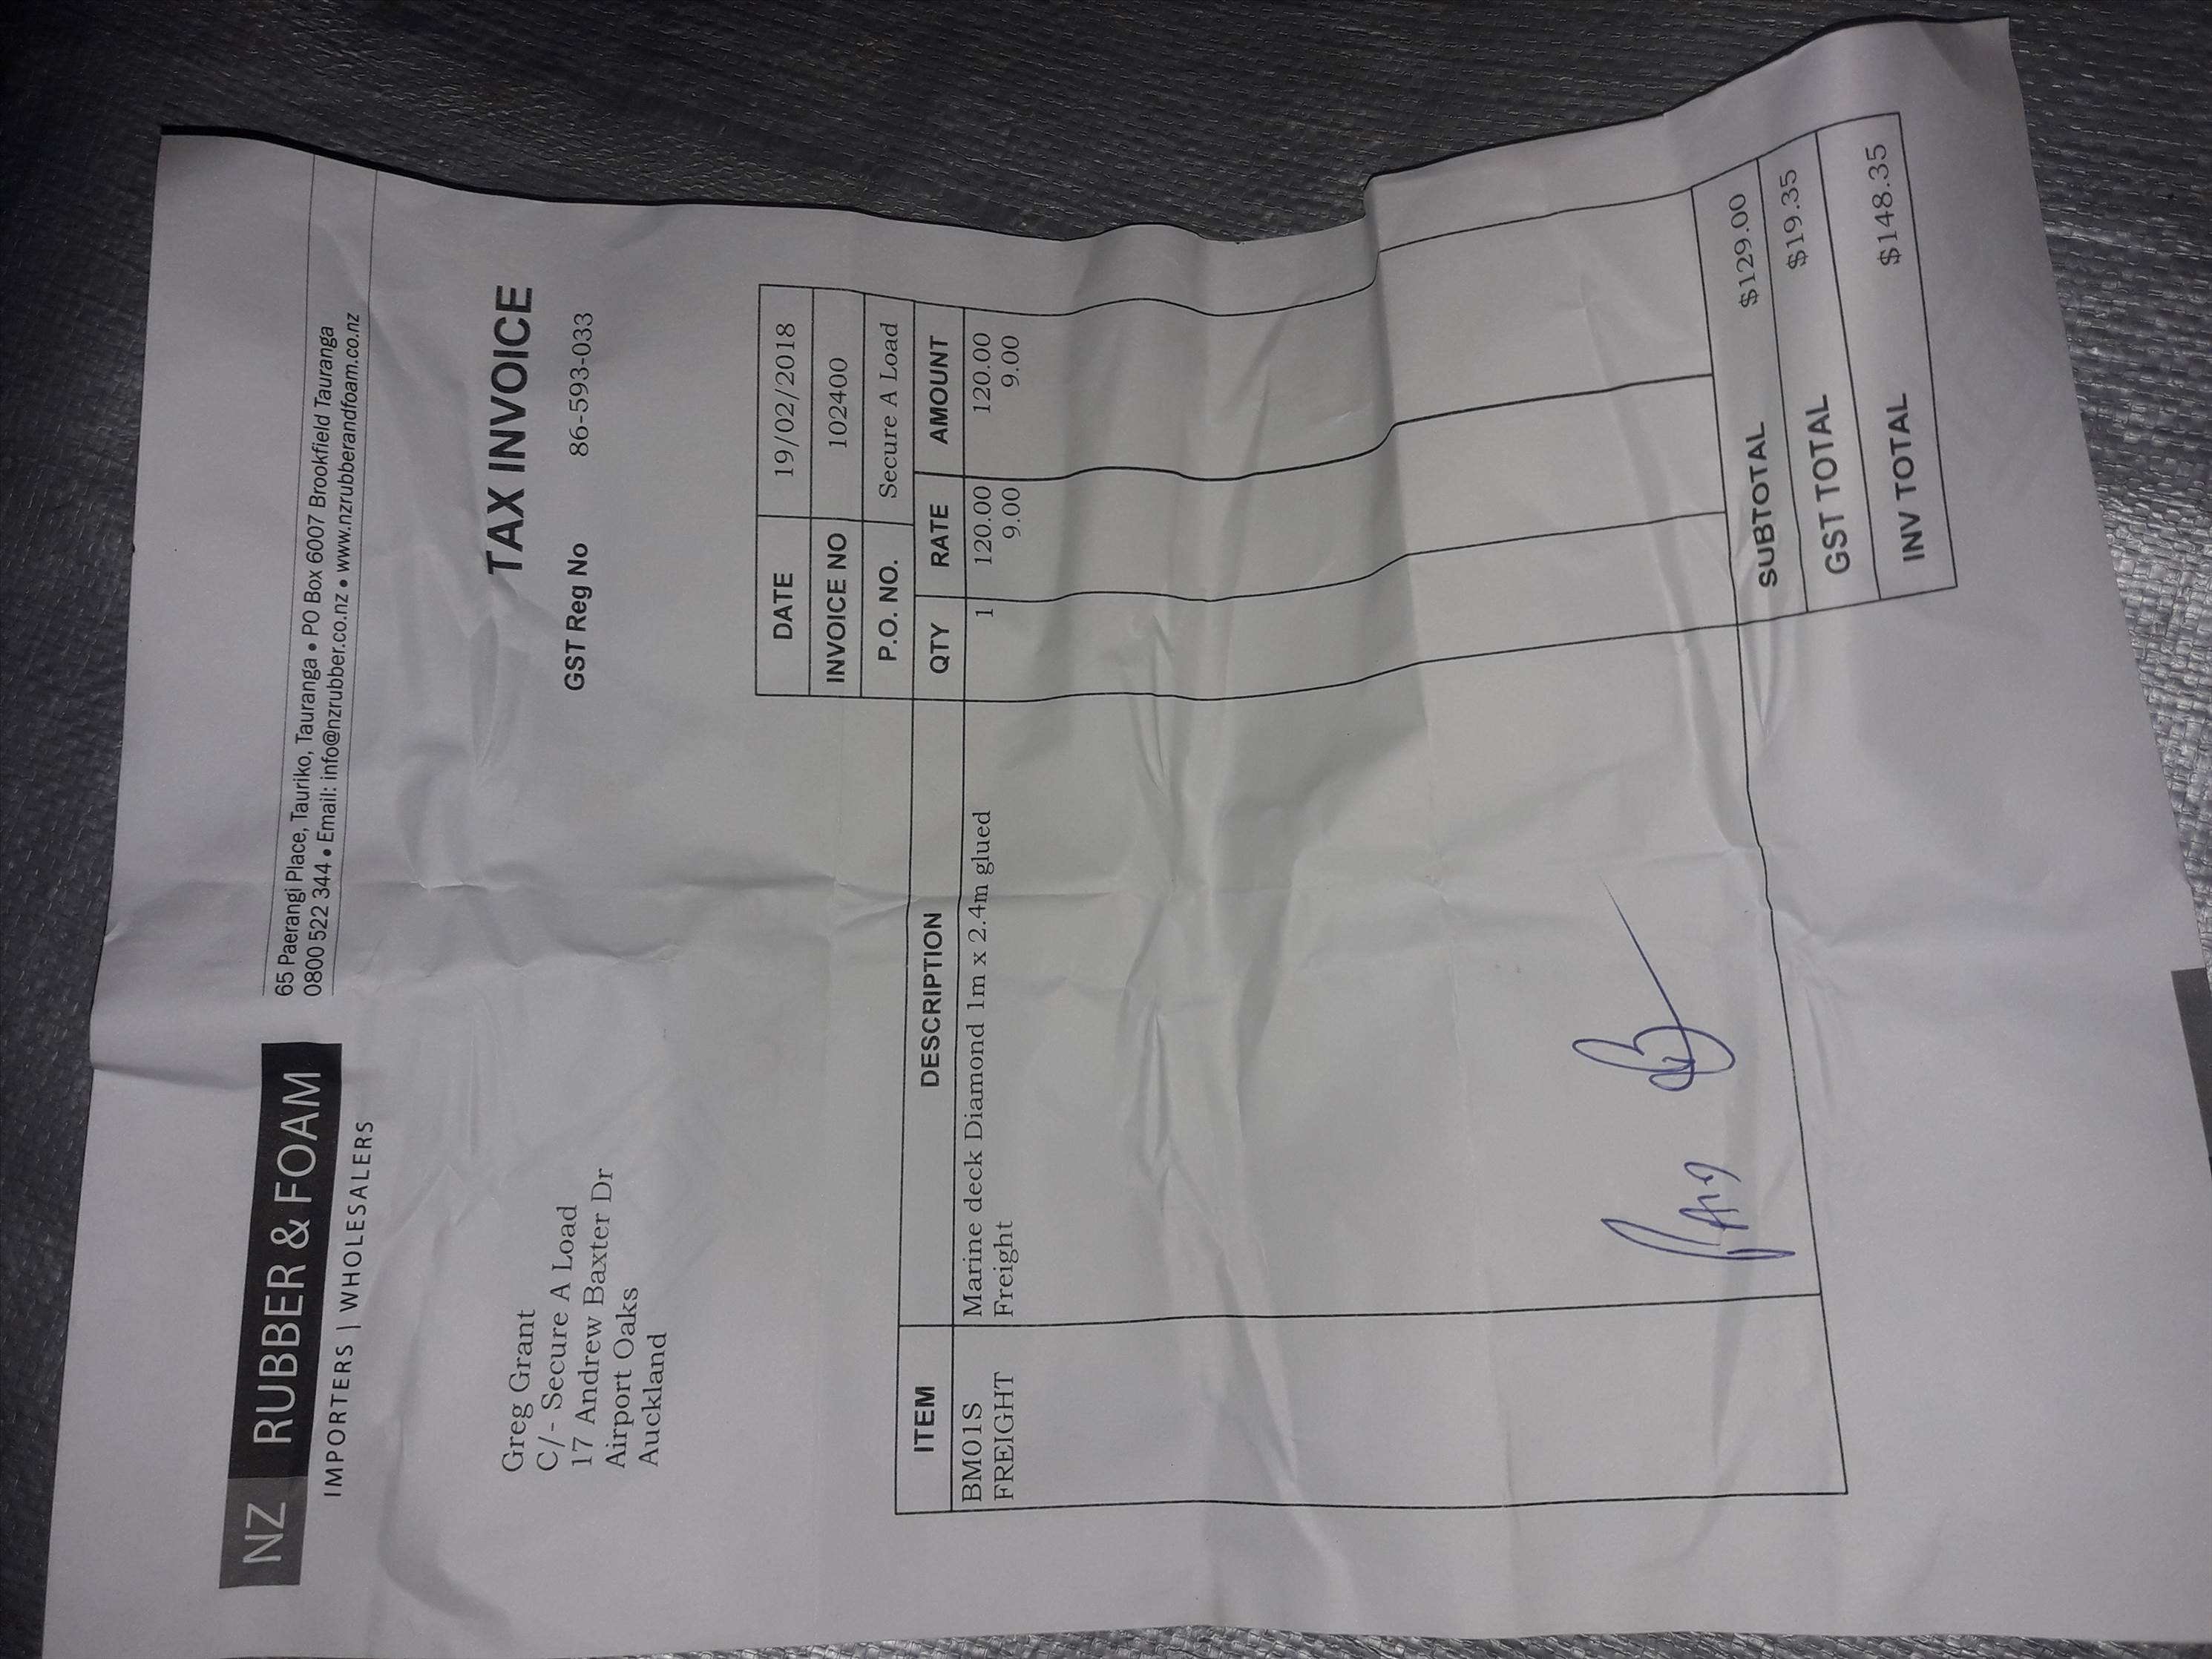 NZ RUBBER & FOAM
IMPORTERS | WHOLESALERS
65 Paerangi Place, Tauriko, Tauranga • PO Box 6007 Brookfield Tauranga
0800 522 344 • Email: info@nzrubber.co.nz • www.nzrubberandfoam.co.nz
TAX INVOICE
GST Reg No 86-593-033
Greg Grant
C/- Secure A Load
17 Andrew Baxter Dr
Airport Oaks
Auckland
DATE 19/02/2018
INVOICE NO 102400
P.O. NO. Secure A Load
ITEM DESCRIPTION QTY RATE AMOUNT
BM01S Marine deck Diamond 1m x 2.4m glued 1 120.00 120.00
FREIGHT Freight 9.00 9.00
SUBTOTAL $129.00
GST TOTAL $19.35
INV TOTAL $148.35